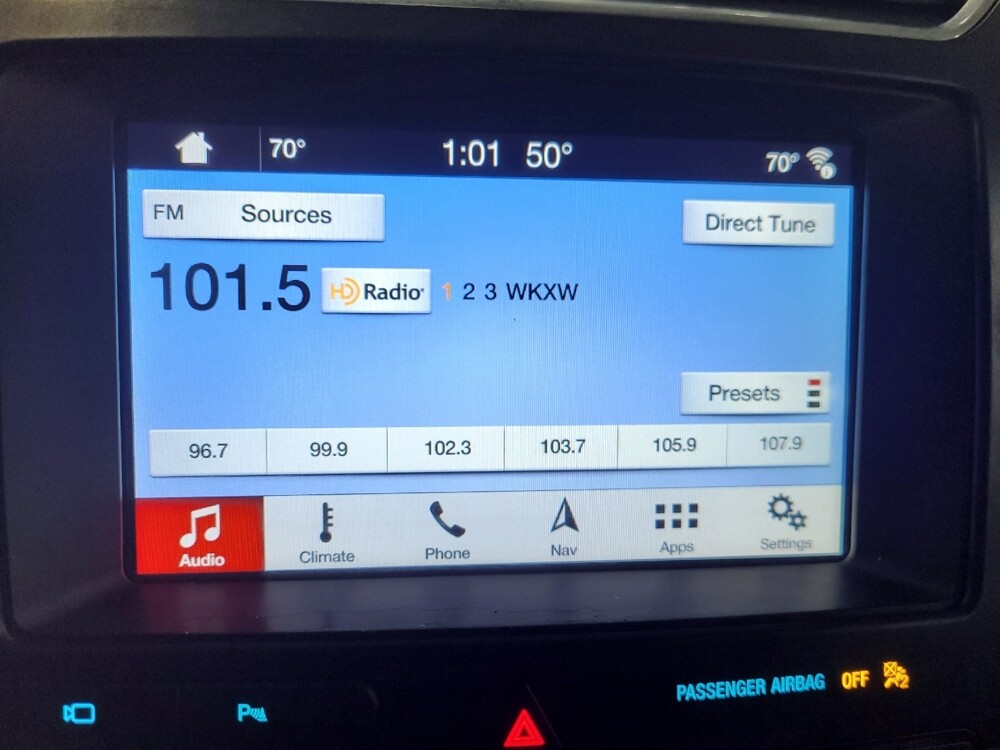 70° 1:01 50° 70°
FM Sources
Direct Tune
101.5 HD Radio 1 2 3 WKXW
Presets
96.7 99.9 102.3 103.7 105.9 107.9
Audio Climate Phone Nav Apps Settings
PASSENGER AIRBAG OFF 2
P